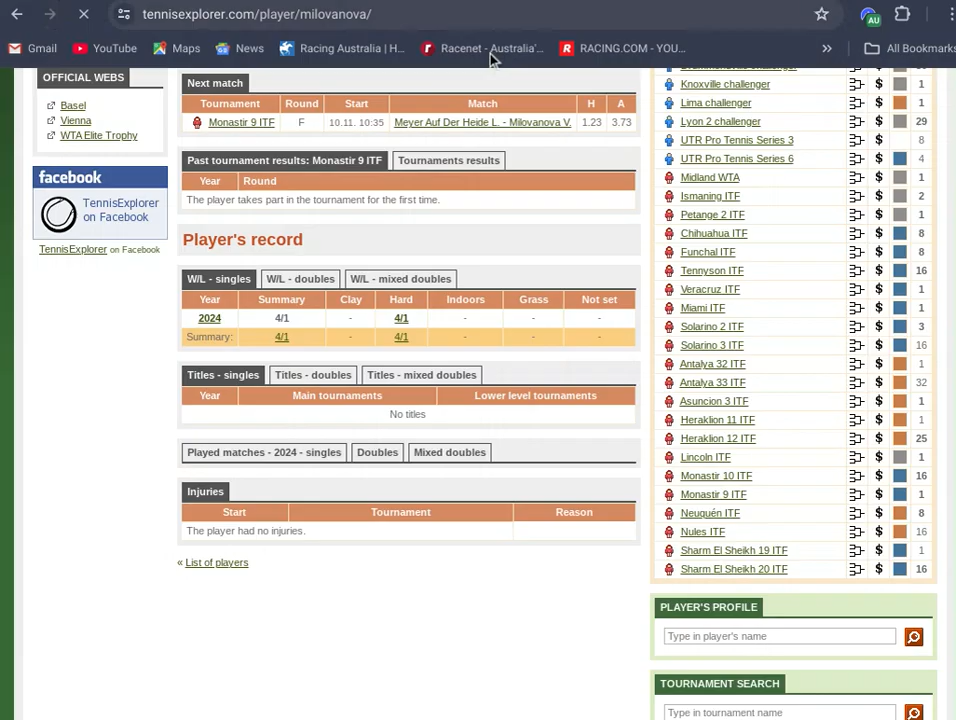 tennisexplorer.com/player/milovanova/
AU
Gmail
YouTube
Maps
News
Racing Australia | H...
Racenet - Australia'...
RACING.COM - YOU...
»
All Bookmarks
OFFICIAL WEBS
Basel
Vienna
WTA Elite Trophy
facebook
TennisExplorer
on Facebook
TennisExplorer on Facebook
Next match
Tournament Round Start Match H A
Monastir 9 ITF F 10.11. 10:35 Meyer Auf Der Heide L. - Milovanova V. 1.23 3.73
Past tournament results: Monastir 9 ITF Tournaments results
Year Round
The player takes part in the tournament for the first time.
Player's record
W/L - singles W/L - doubles W/L - mixed doubles
Year Summary Clay Hard Indoors Grass Not set
2024 4/1 - 4/1 - - -
Summary: 4/1 - 4/1 - - -
Titles - singles Titles - doubles Titles - mixed doubles
Year Main tournaments Lower level tournaments
No titles
Played matches - 2024 - singles Doubles Mixed doubles
Injuries
Start Tournament Reason
The player had no injuries.
« List of players
Knoxville challenger $ 1
Lima challenger $ 1
Lyon 2 challenger $ 29
UTR Pro Tennis Series 3 $ 8
UTR Pro Tennis Series 6 $ 4
Midland WTA $ 1
Ismaning ITF $ 2
Petange 2 ITF $ 1
Chihuahua ITF $ 8
Funchal ITF $ 8
Tennyson ITF $ 16
Veracruz ITF $ 1
Miami ITF $ 1
Solarino 2 ITF $ 3
Solarino 3 ITF $ 16
Antalya 32 ITF $ 1
Antalya 33 ITF $ 32
Asuncion 3 ITF $ 1
Heraklion 11 ITF $ 1
Heraklion 12 ITF $ 25
Lincoln ITF $ 1
Monastir 10 ITF $ 16
Monastir 9 ITF $ 1
Neuquén ITF $ 8
Nules ITF $ 16
Sharm El Sheikh 19 ITF $ 1
Sharm El Sheikh 20 ITF $ 16
PLAYER'S PROFILE
Type in player's name
TOURNAMENT SEARCH
Type in tournament name